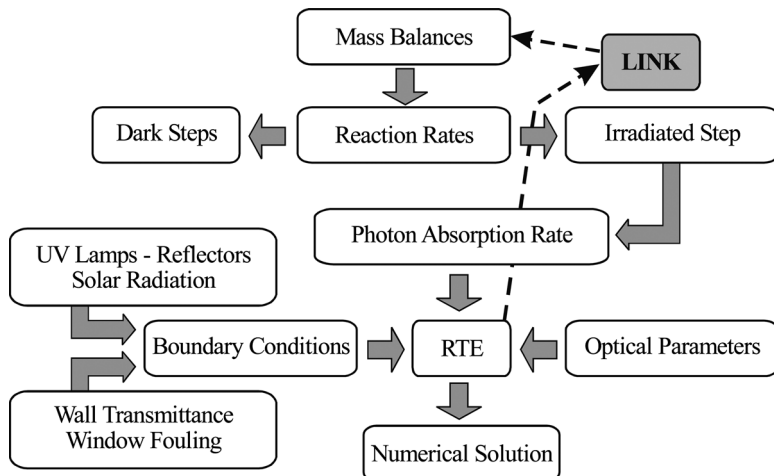 Mass Balances
LINK
Dark Steps
Reaction Rates
Irradiated Step
Photon Absorption Rate
UV Lamps - Reflectors
Solar Radiation
Boundary Conditions
RTE
Optical Parameters
Wall Transmittance
Window Fouling
Numerical Solution